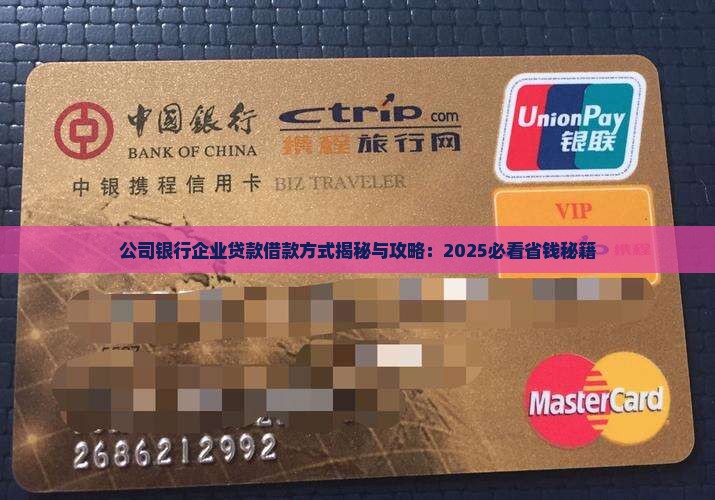 中國銀行
BANK OF CHINA
ctrip.com
携程旅行网
UnionPay
银联
中银携程信用卡 BIZ TRAVELER
VIP
公司银行企业贷款借款方式揭秘与攻略：2025必看省钱秘籍
MasterCard
2686212992